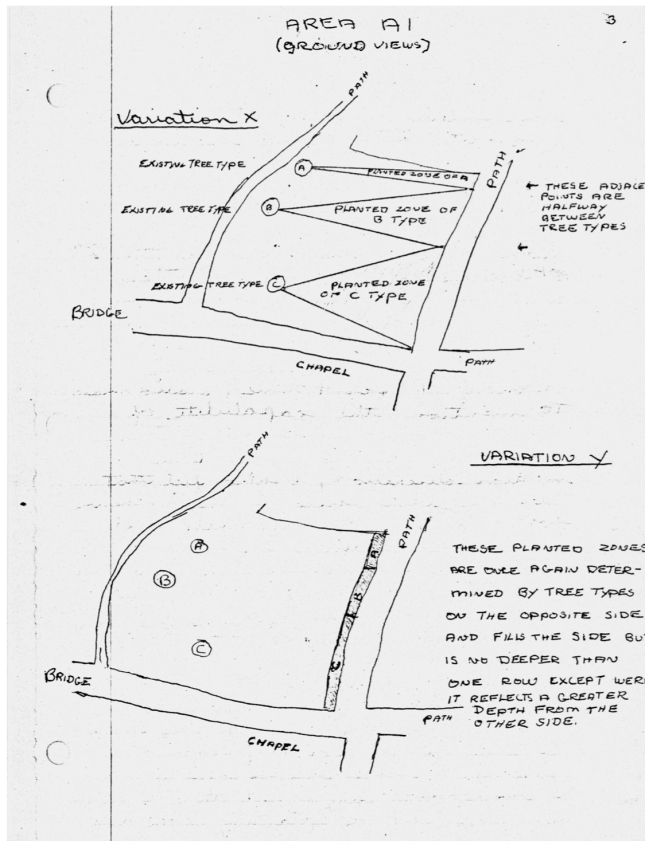 AREA A1
3
(GROUND VIEWS)
PATH
Variation X
EXISTING TREE TYPE
A
PLANTED ZONE OF A
PATH
← THESE ADJACE
POINTS ARE
HALFWAY
BETWEEN
TREE TYPES
EXISTING TREE TYPE
B
PLANTED ZONE OF
B TYPE
←
EXISTING TREE TYPE
C
PLANTED ZONE
OF C TYPE
BRIDGE
CHAPEL
PATH
VARIATION Y
PATH
PATH
A
B
C
A
B
C
THESE PLANTED ZONES
ARE ONCE AGAIN DETER-
MINED BY TREE TYPES
ON THE OPPOSITE SIDE
AND FILLS THE SIDE BUT
IS NO DEEPER THAN
ONE ROW EXCEPT WERE
IT REFLECTS A GREATER
DEPTH FROM THE
OTHER SIDE.
BRIDGE
PATH
CHAPEL